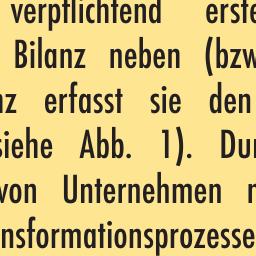 verpflichtend erste
Bilanz neben (bzw
nz erfasst sie den
siehe Abb. 1). Du
von Unternehmen
nsformationsprozesse